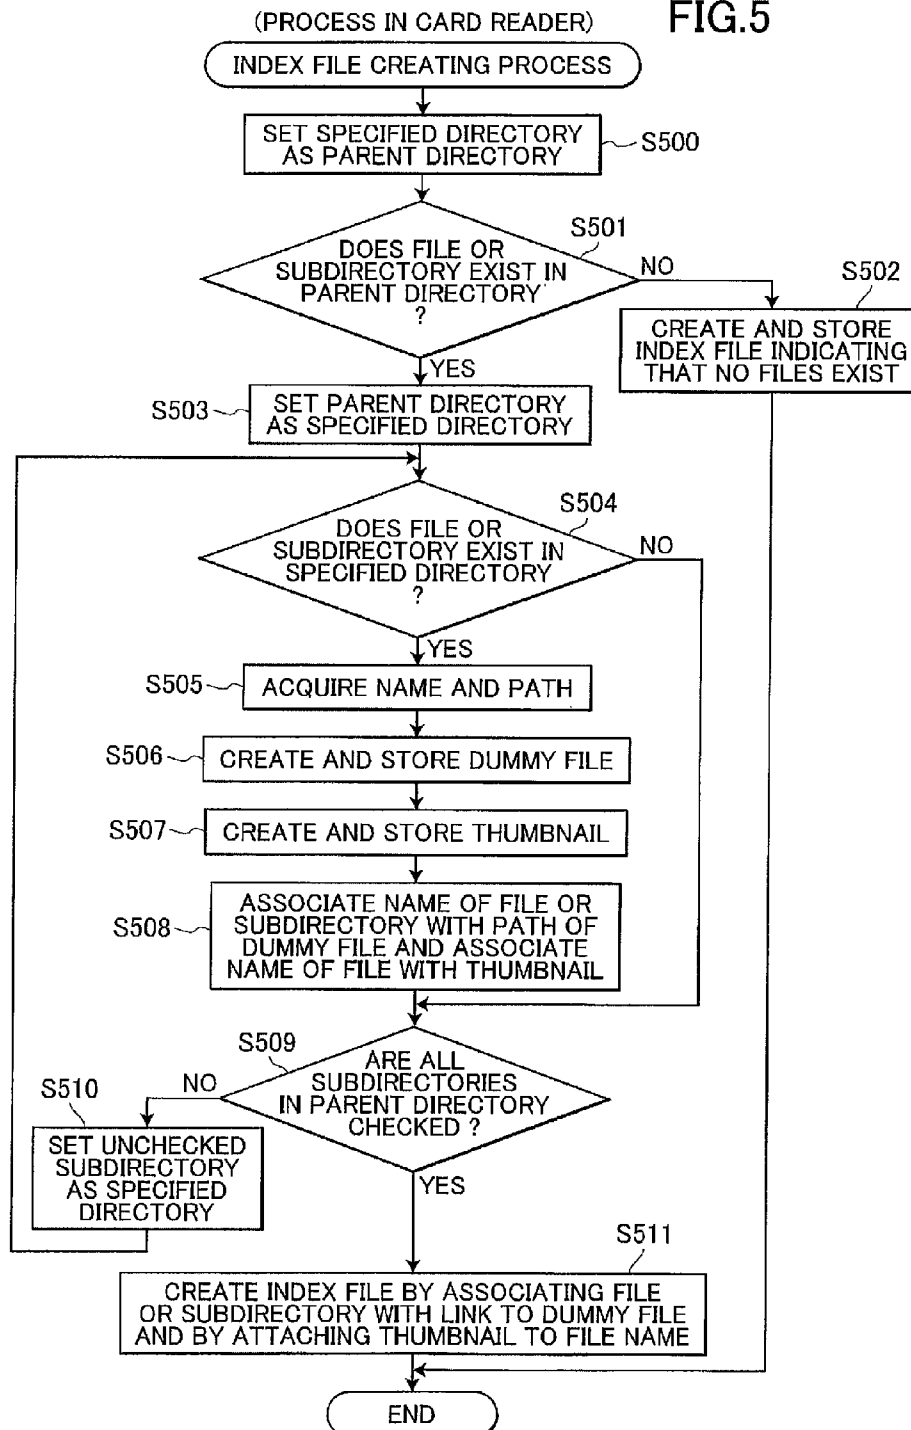 (PROCESS IN CARD READER)
FIG.5
INDEX FILE CREATING PROCESS
SET SPECIFIED DIRECTORY
AS PARENT DIRECTORY
S500
S501
DOES FILE OR
SUBDIRECTORY EXIST IN
PARENT DIRECTORY
?
NO
S502
CREATE AND STORE
INDEX FILE INDICATING
THAT NO FILES EXIST
YES
S503
SET PARENT DIRECTORY
AS SPECIFIED DIRECTORY
S504
DOES FILE OR
SUBDIRECTORY EXIST IN
SPECIFIED DIRECTORY
?
NO
YES
S505
ACQUIRE NAME AND PATH
S506
CREATE AND STORE DUMMY FILE
S507
CREATE AND STORE THUMBNAIL
S508
ASSOCIATE NAME OF FILE OR
SUBDIRECTORY WITH PATH OF
DUMMY FILE AND ASSOCIATE
NAME OF FILE WITH THUMBNAIL
S509
ARE ALL
SUBDIRECTORIES
IN PARENT DIRECTORY
CHECKED ?
NO
S510
SET UNCHECKED
SUBDIRECTORY
AS SPECIFIED
DIRECTORY
YES
S511
CREATE INDEX FILE BY ASSOCIATING FILE
OR SUBDIRECTORY WITH LINK TO DUMMY FILE
AND BY ATTACHING THUMBNAIL TO FILE NAME
END